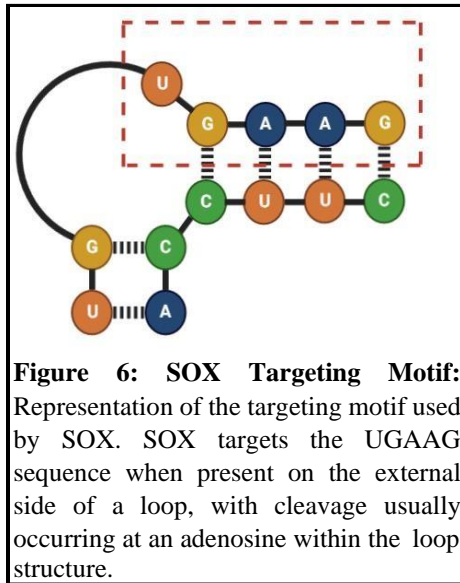 U
G A A G
C U U C
G C
U A
Figure 6: SOX Targeting Motif:
Representation of the targeting motif used
by SOX. SOX targets the UGAAG
sequence when present on the external
side of a loop, with cleavage usually
occurring at an adenosine within the loop
structure.